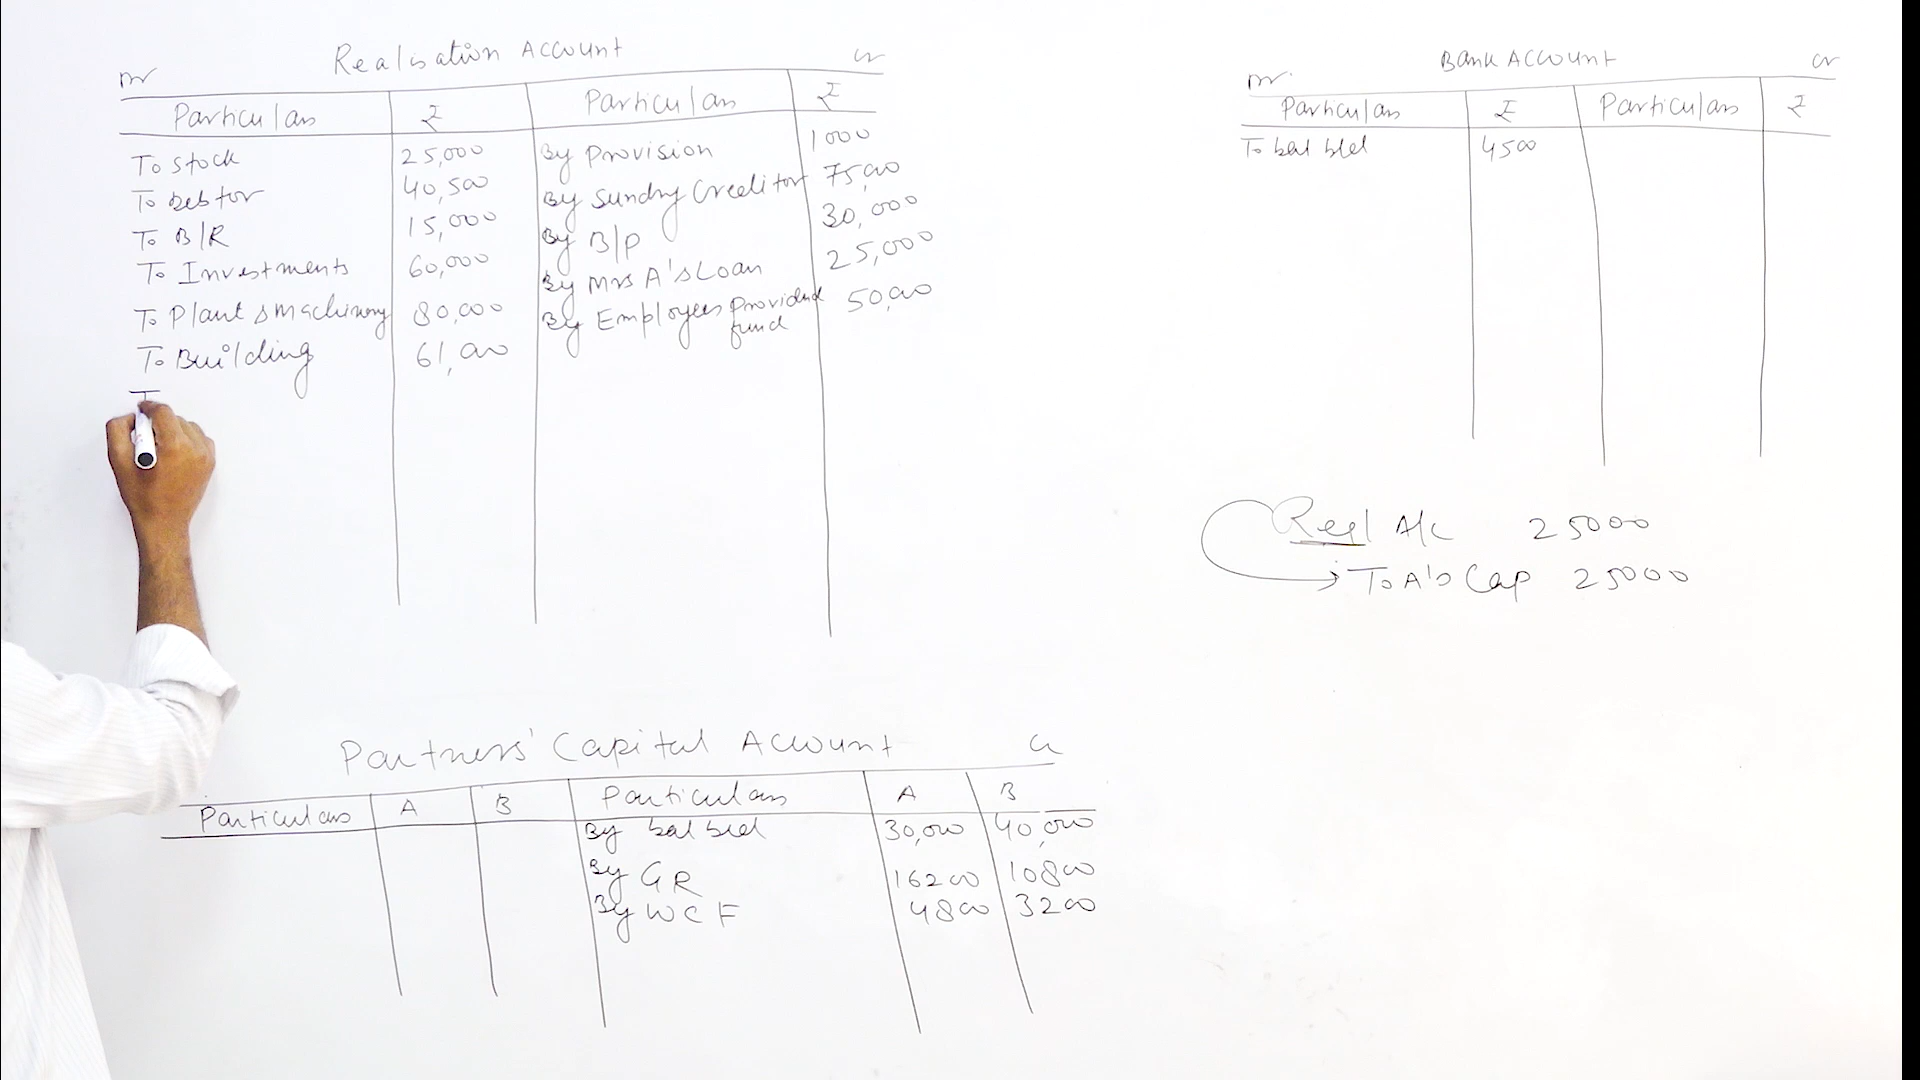 Realisation Account
Dr
Cr
Particulars ₹ Particulars ₹
To stock 25,000 By Provision 1000
To Debtor 40,500 By Sundry Creditor 75,000
To B/R 15,000 By B/P 30,000
To Investments 60,000 By Mrs A's Loan 25,000
To Plant & machinery 80,000 By Employees Provident fund 50,000
To Building 61,000
T
Bank Account
Dr.
Cr
Particulars ₹ Particulars ₹
To bal b/d 4500
Real A/c 25000
To A's Cap 25000
Partners' Capital Account
Cr
Particulars A B Particulars A B
By bal b/d 30,000 40,000
By GR 16200 10800
By WCF 4800 3200